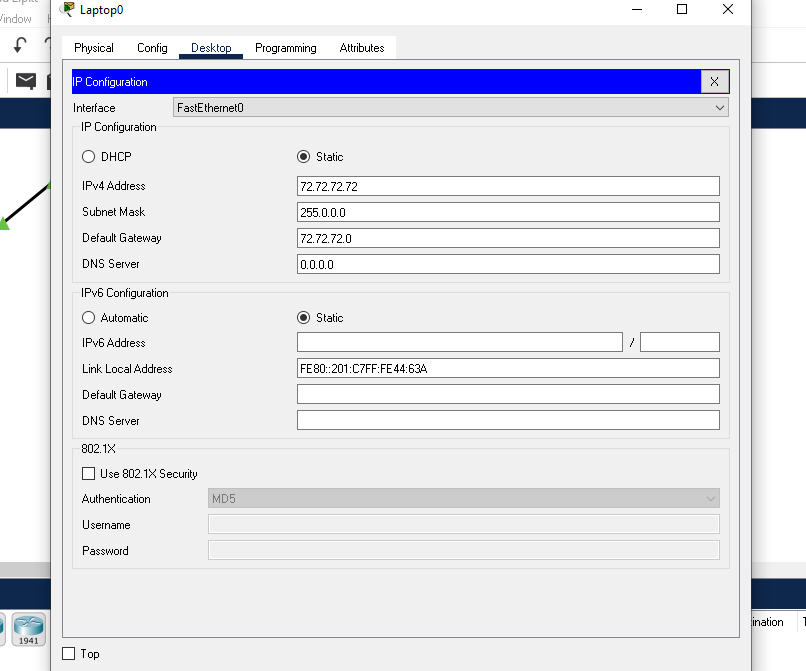 Laptop0
Window
Physical Config Desktop Programming Attributes
IP Configuration X
Interface FastEthernet0
IP Configuration
DHCP Static
IPv4 Address 72.72.72.72
Subnet Mask 255.0.0.0
Default Gateway 72.72.72.0
DNS Server 0.0.0.0
IPv6 Configuration
Automatic Static
IPv6 Address /
Link Local Address FE80::201:C7FF:FE44:63A
Default Gateway
DNS Server
802.1X
Use 802.1X Security
Authentication MD5
Username
Password
1941
ination
Top